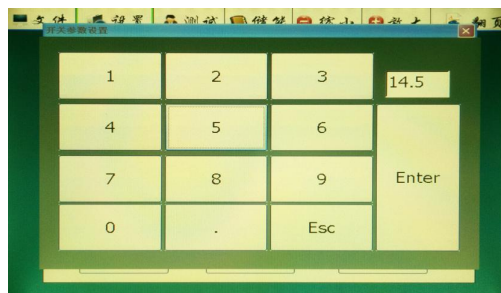 文件 设置 测试 储能 缩小 放大 翻页
开关参数设置
1 2 3 14.5
4 5 6
7 8 9 Enter
0 . Esc